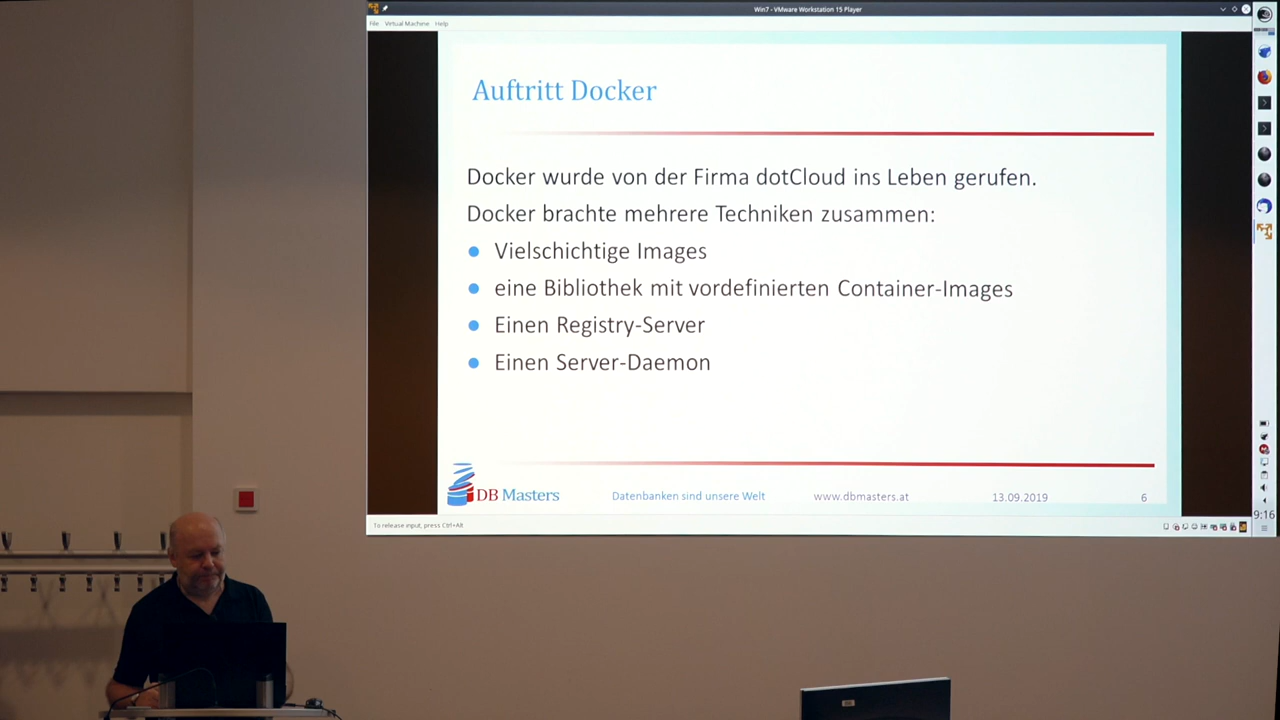 Win7 - VMware Workstation 15 Player
File Virtual Machine Help
Auftritt Docker
Docker wurde von der Firma dotCloud ins Leben gerufen.
Docker brachte mehrere Techniken zusammen:
Vielschichtige Images
eine Bibliothek mit vordefinierten Container-Images
Einen Registry-Server
Einen Server-Daemon
DB Masters
Datenbanken sind unsere Welt
www.dbmasters.at
13.09.2019
6
9:16
To release input, press Ctrl+Alt